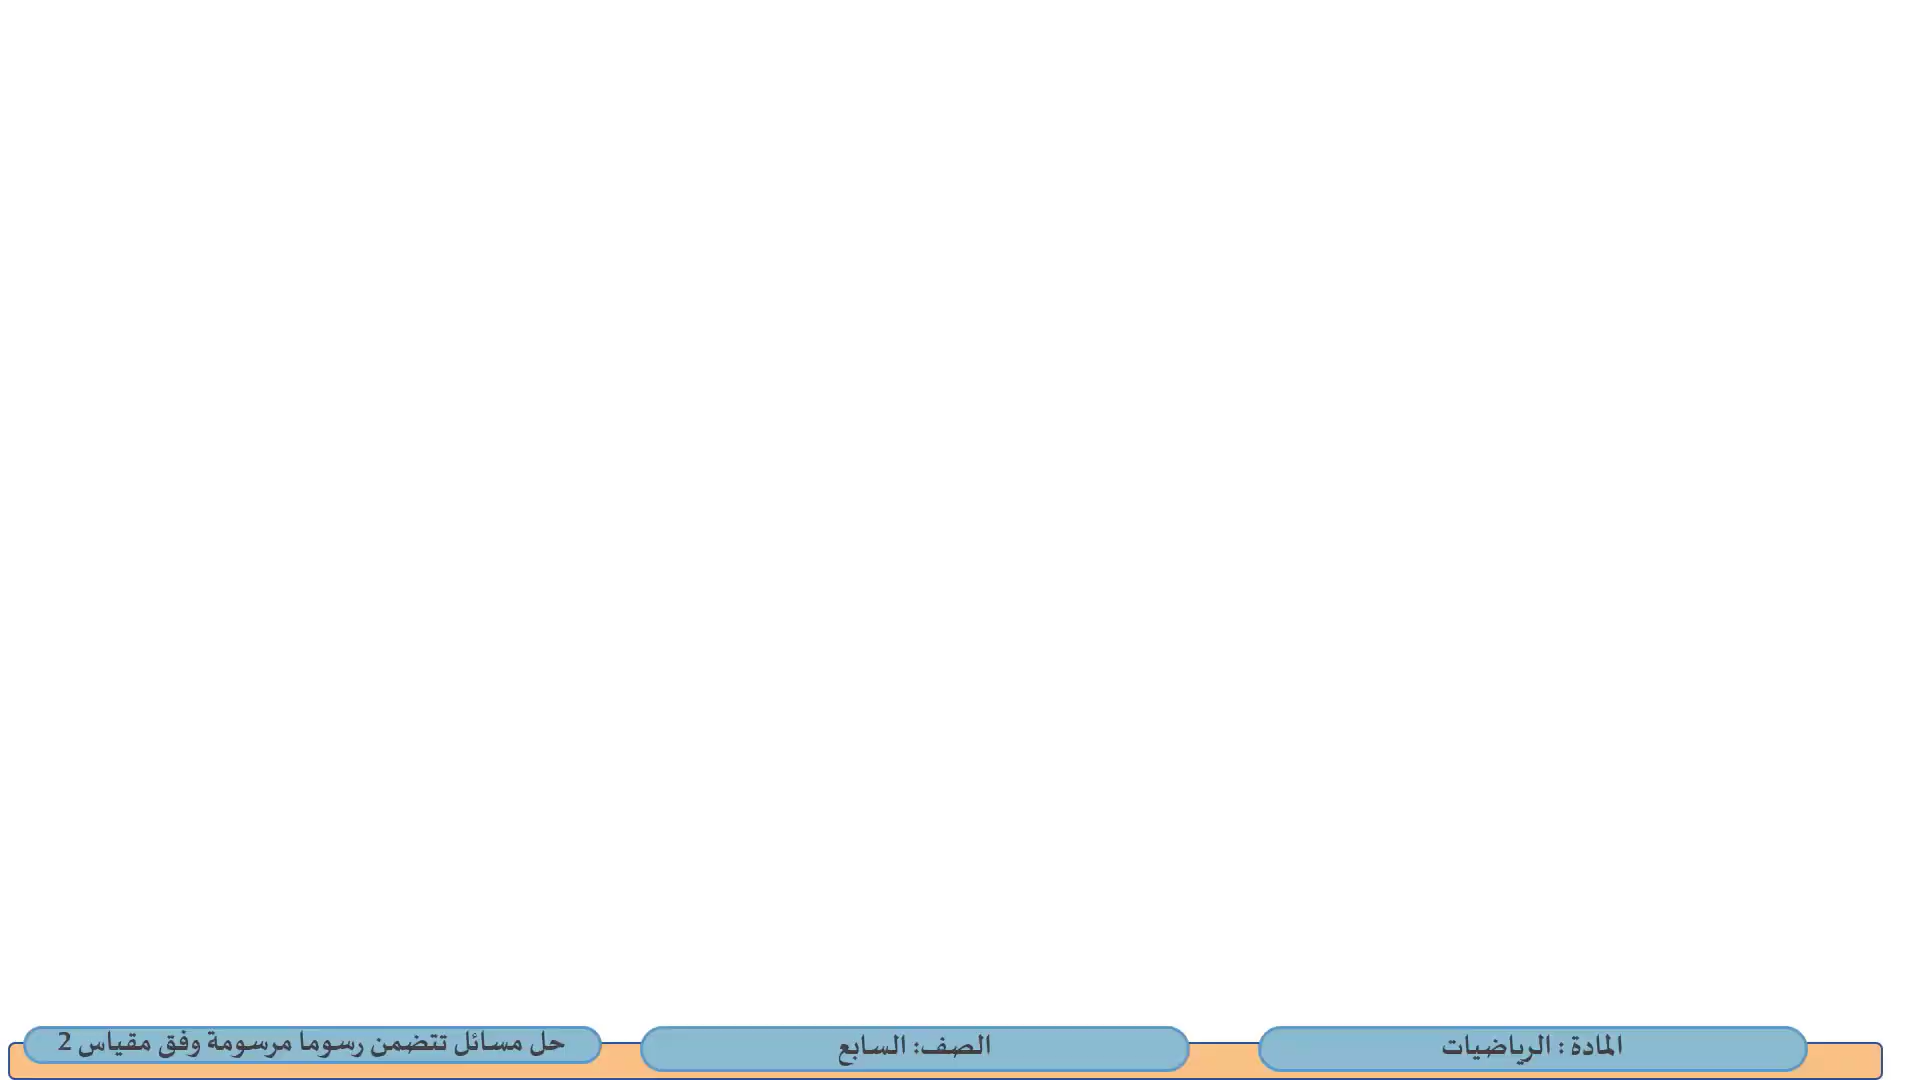 المادة : الرياضيات
الصف: السابع
حل مسائل تتضمن رسوما مرسومة وفق مقياس 2